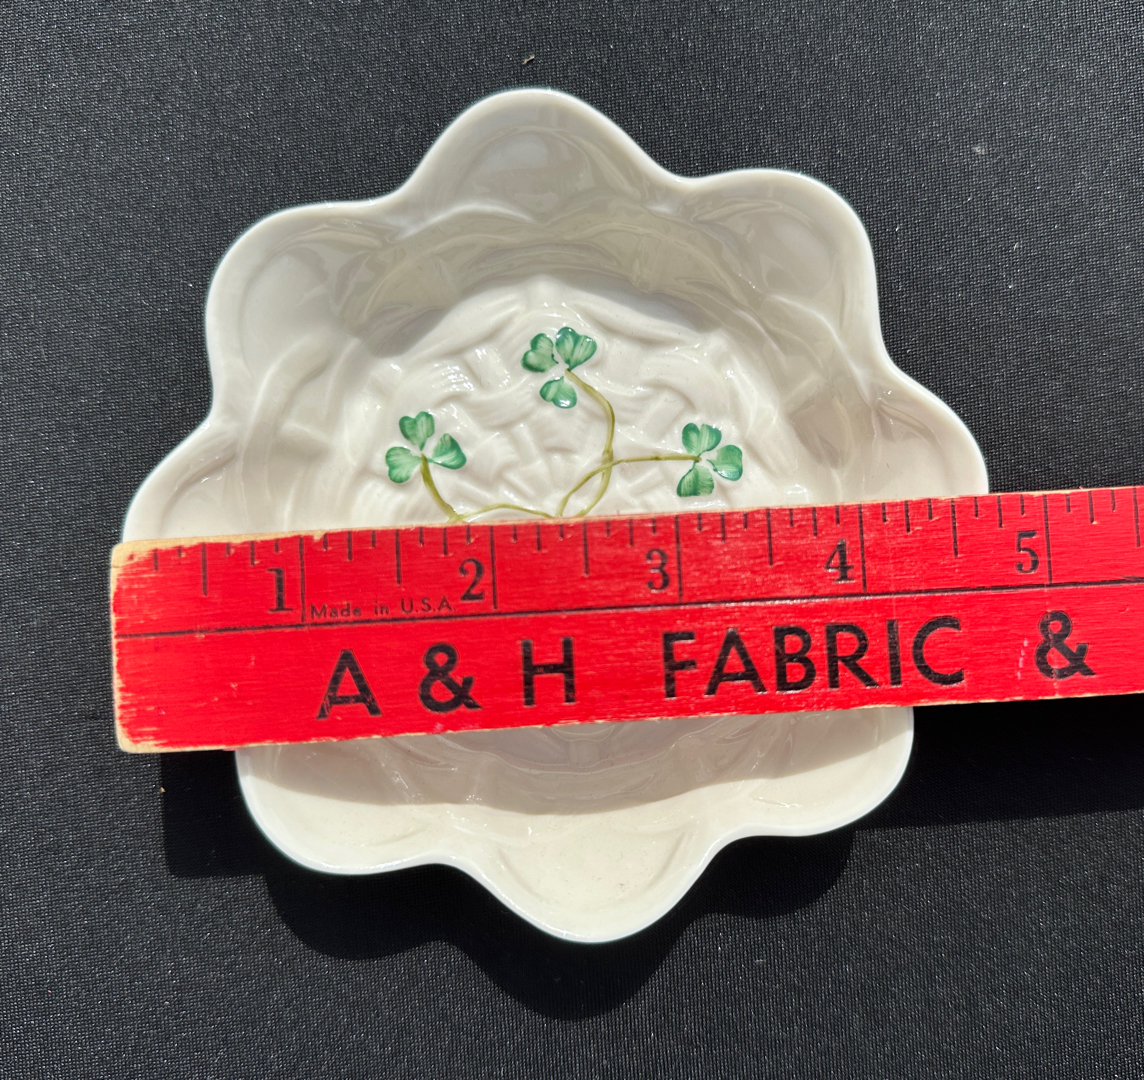 1 2 3 4 5
Made in U.S.A.
A & H FABRIC &